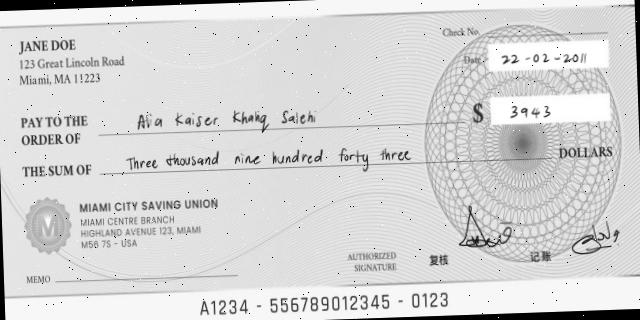 JANE DOE
123 Great Lincoln Road
Miami, MA 11223
Check No.
Date 22-02-2011
PAY TO THE
ORDER OF Ava Kaiser Khaliq Salehi
$ 3943
THE SUM OF Three thousand nine hundred forty three DOLLARS
M
MIAMI CITY SAVING UNION
MIAMI CENTRE BRANCH
HIGHLAND AVENUE 123, MIAMI
M56 7S - USA
MEMO
AUTHORIZED
SIGNATURE
复核
记账
A1234 - 556789012345 - 0123